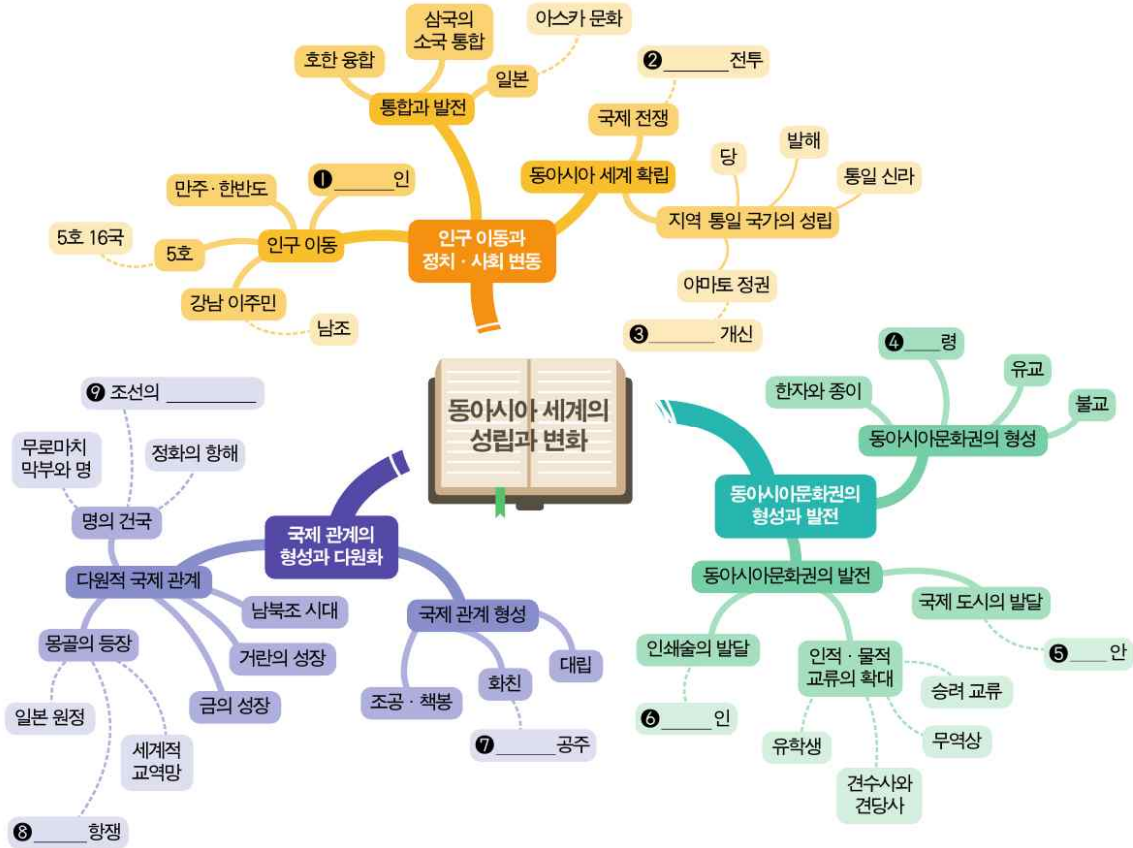 삼국의
소국 통합
아스카 문화
호한 융합
일본
통합과 발전
❷ _______전투
국제 전쟁
당
발해
통일 신라
동아시아 세계 확립
지역 통일 국가의 성립
야마토 정권
❸ ________ 개신
❶ _______인
만주·한반도
5호 16국
5호
인구 이동
강남 이주민
남조
인구 이동과
정치·사회 변동
동아시아 세계의
성립과 변화
❹ ____령
한자와 종이
유교
불교
동아시아문화권의 형성
동아시아문화권의
형성과 발전
동아시아문화권의 발전
국제 도시의 발달
❺ ____안
인쇄술의 발달
❻ ______ 인
인적·물적
교류의 확대
승려 교류
무역상
유학생
견수사와
견당사
❾ 조선의 __________
무로마치
막부와 명
정화의 항해
명의 건국
국제 관계의
형성과 다원화
다원적 국제 관계
남북조 시대
몽골의 등장
거란의 성장
금의 성장
일본 원정
세계적
교역망
❽ ______항쟁
국제 관계 형성
대립
화친
조공·책봉
❼ _______공주